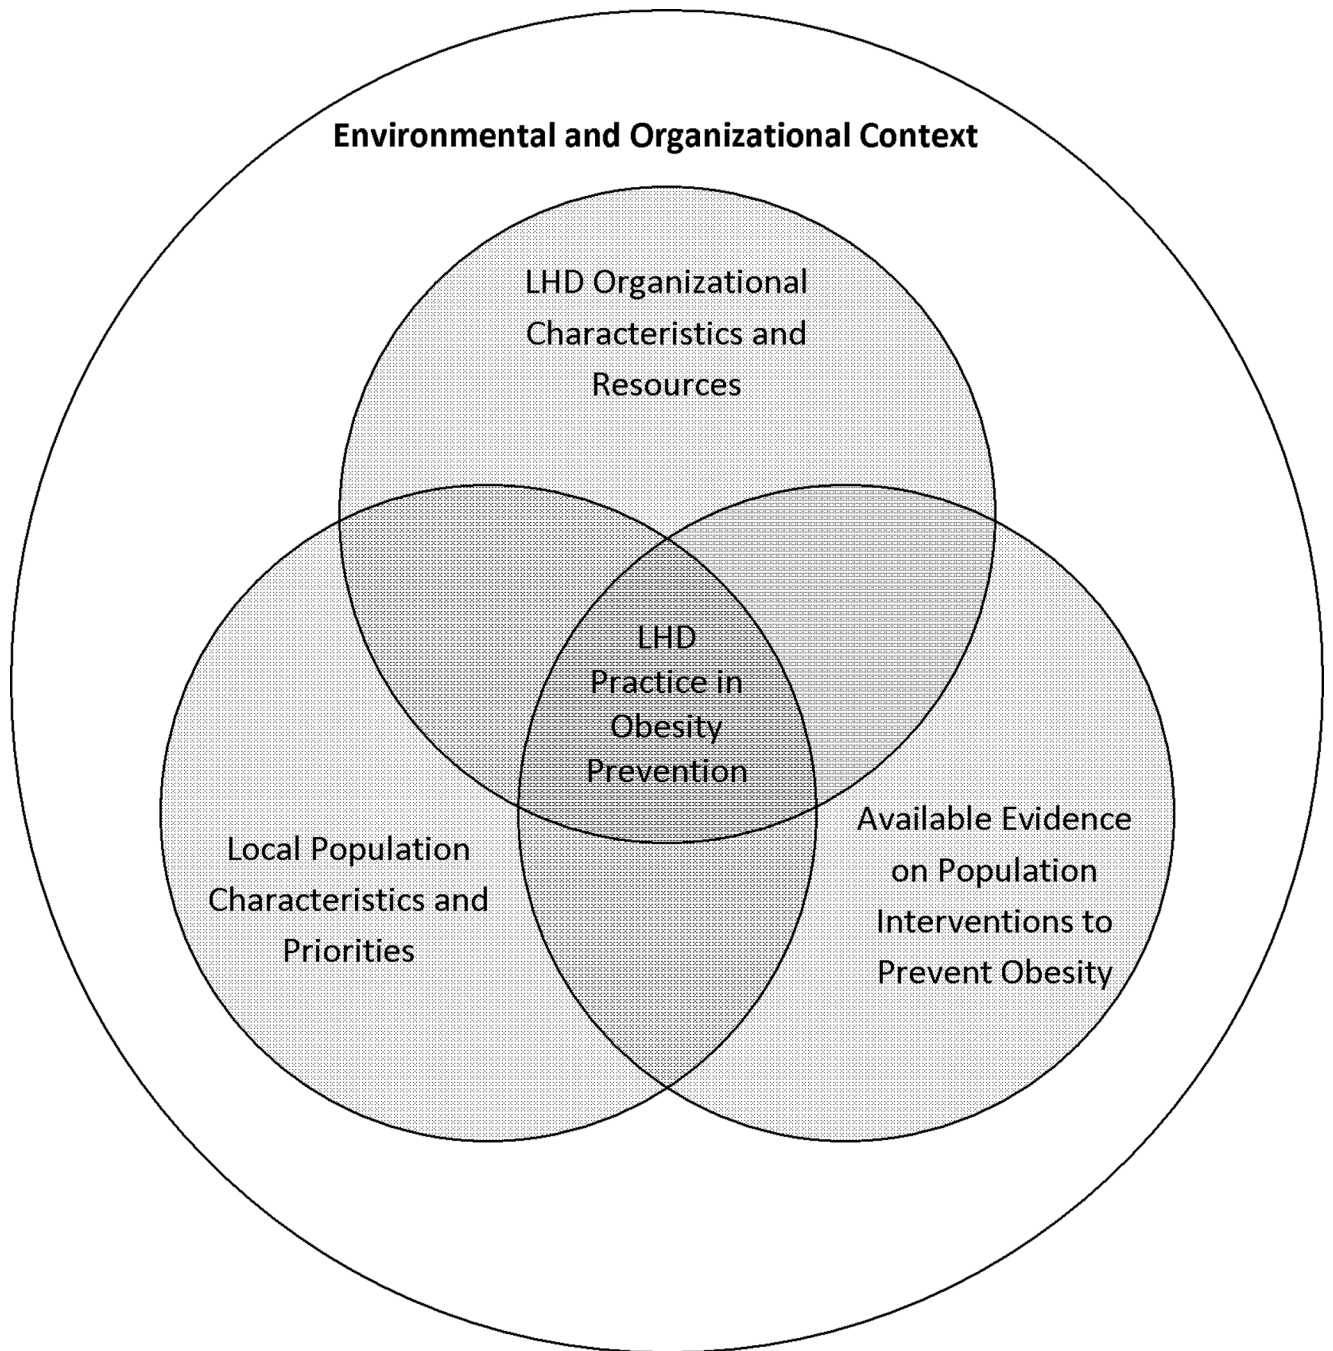 Environmental and Organizational Context
LHD Organizational
Characteristics and
Resources
LHD
Practice in
Obesity
Prevention
Local Population
Characteristics and
Priorities
Available Evidence
on Population
Interventions to
Prevent Obesity